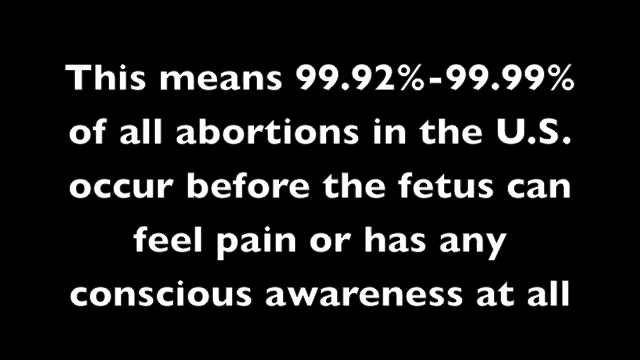 This means 99.92%-99.99%
of all abortions in the U.S.
occur before the fetus can
feel pain or has any
conscious awareness at all